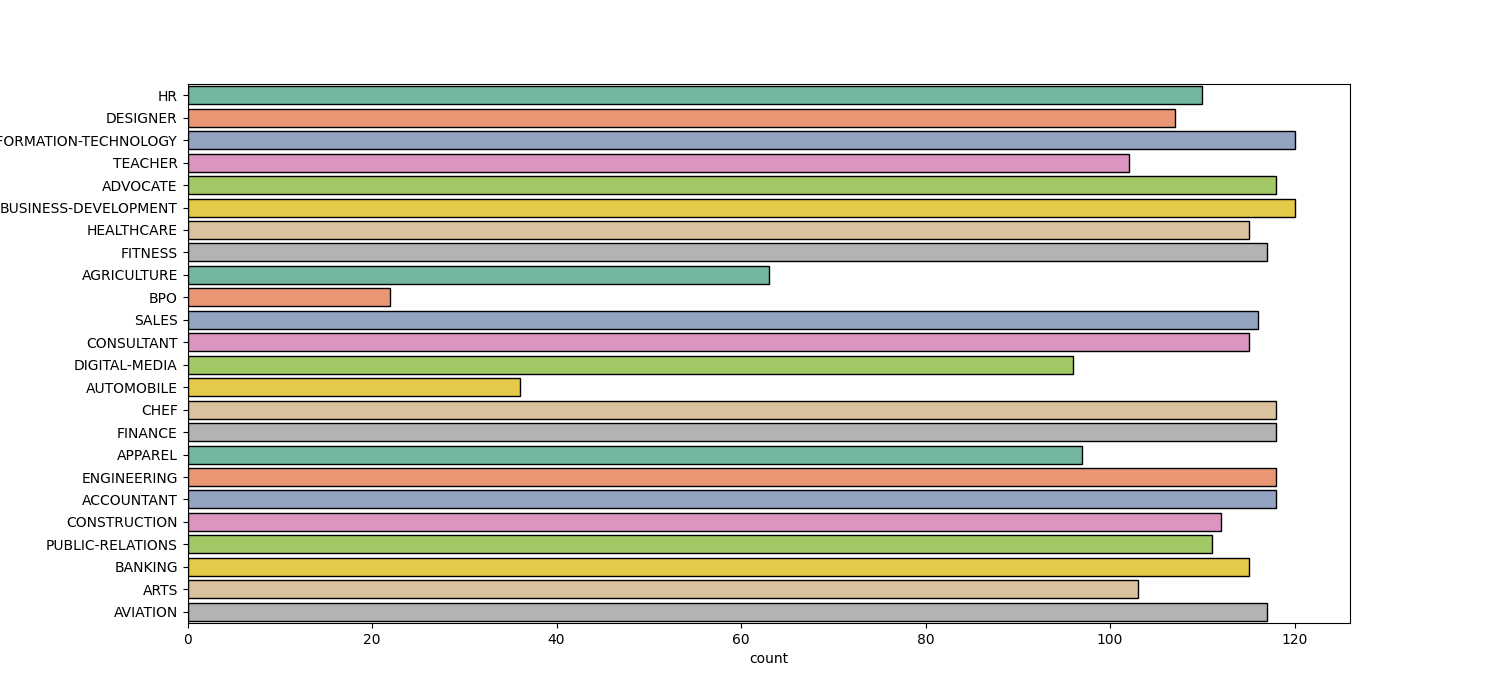 HR
DESIGNER
FORMATION-TECHNOLOGY
TEACHER
ADVOCATE
BUSINESS-DEVELOPMENT
HEALTHCARE
FITNESS
AGRICULTURE
BPO
SALES
CONSULTANT
DIGITAL-MEDIA
AUTOMOBILE
CHEF
FINANCE
APPAREL
ENGINEERING
ACCOUNTANT
CONSTRUCTION
PUBLIC-RELATIONS
BANKING
ARTS
AVIATION
0 20 40 60 80 100 120
count